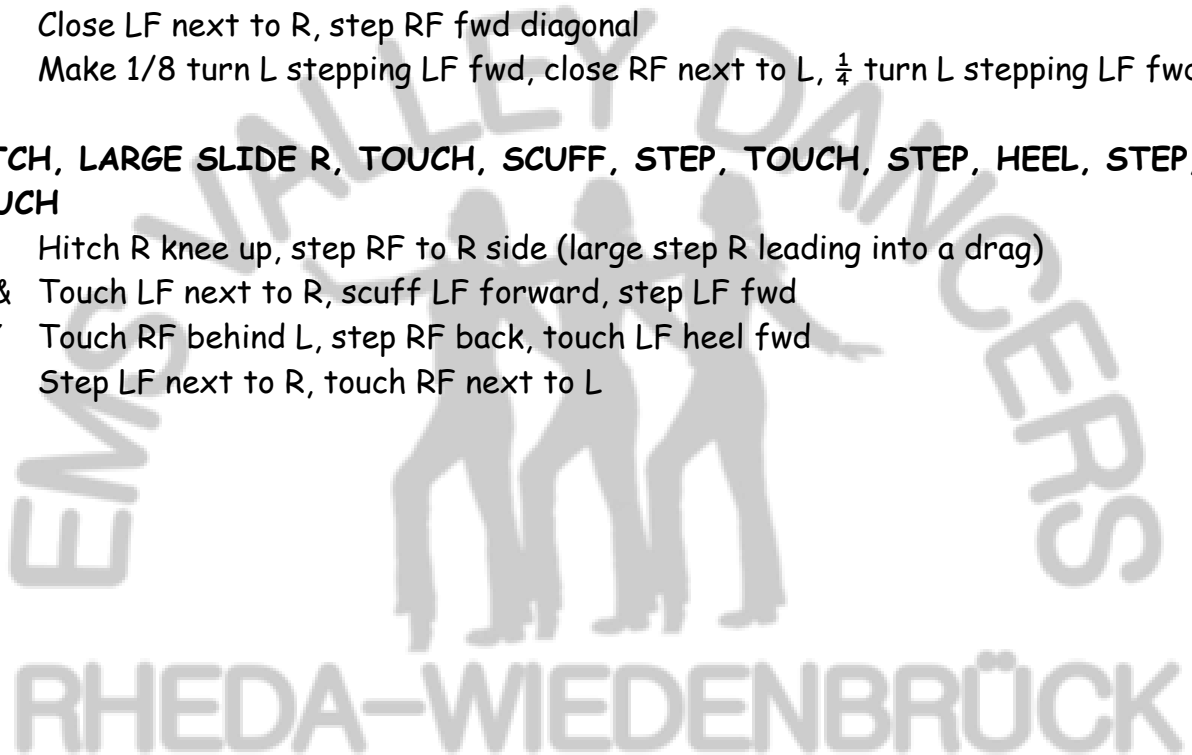 Close LF next to R, step RF fwd diagonal
Make 1/8 turn L stepping LF fwd, close RF next to L, ¼ turn L stepping LF fwd
TCH, LARGE SLIDE R, TOUCH, SCUFF, STEP, TOUCH, STEP, HEEL, STEP,
UCH
Hitch R knee up, step RF to R side (large step R leading into a drag)
& Touch LF next to R, scuff LF forward, step LF fwd
Touch RF behind L, step RF back, touch LF heel fwd
Step LF next to R, touch RF next to L
EMS VALLEY DANCERS
RHEDA-WIEDENBRÜCK